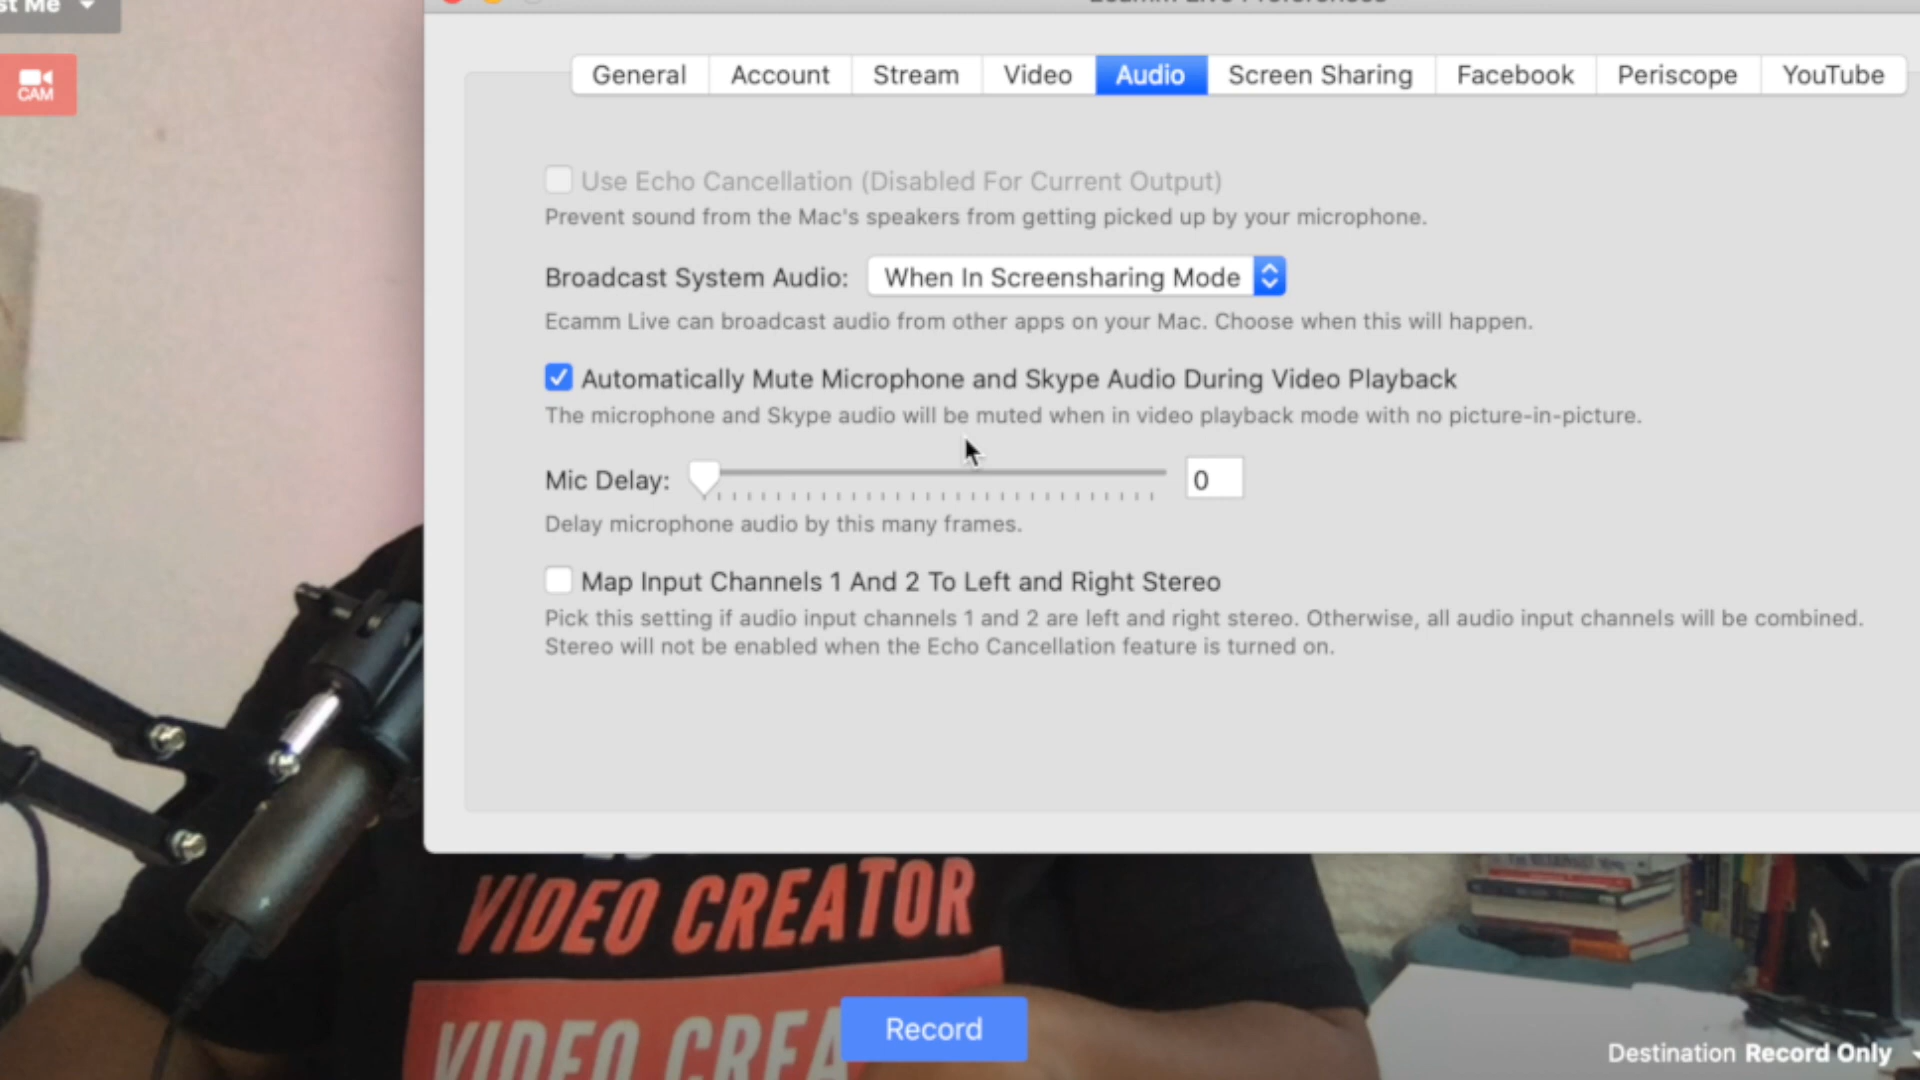 st Me
CAM
Ecamm Live Preferences
General Account Stream Video Audio Screen Sharing Facebook Periscope YouTube
Use Echo Cancellation (Disabled For Current Output)
Prevent sound from the Mac's speakers from getting picked up by your microphone.
Broadcast System Audio: When In Screensharing Mode
Ecamm Live can broadcast audio from other apps on your Mac. Choose when this will happen.
Automatically Mute Microphone and Skype Audio During Video Playback
The microphone and Skype audio will be muted when in video playback mode with no picture-in-picture.
Mic Delay: 0
Delay microphone audio by this many frames.
Map Input Channels 1 And 2 To Left and Right Stereo
Pick this setting if audio input channels 1 and 2 are left and right stereo. Otherwise, all audio input channels will be combined.
Stereo will not be enabled when the Echo Cancellation feature is turned on.
VIDEO CREATOR
VIDEO CREA
Record
Destination Record Only